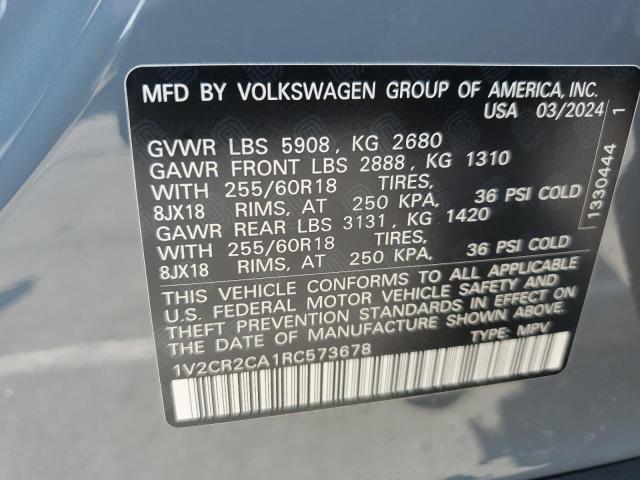 MFD BY VOLKSWAGEN GROUP OF AMERICA, INC.
USA 03/2024
GVWR LBS 5908, KG 2680
GAWR FRONT LBS 2888, KG 1310
WITH 255/60R18 TIRES,
8JX18 RIMS, AT 250 KPA, 36 PSI COLD
GAWR REAR LBS 3131, KG 1420
WITH 255/60R18 TIRES,
8JX18 RIMS, AT 250 KPA, 36 PSI COLD
THIS VEHICLE CONFORMS TO ALL APPLICABLE
U.S. FEDERAL MOTOR VEHICLE SAFETY AND
THEFT PREVENTION STANDARDS IN EFFECT ON
THE DATE OF MANUFACTURE SHOWN ABOVE.
1V2CR2CA1RC573678 TYPE: MPV
1330444 1